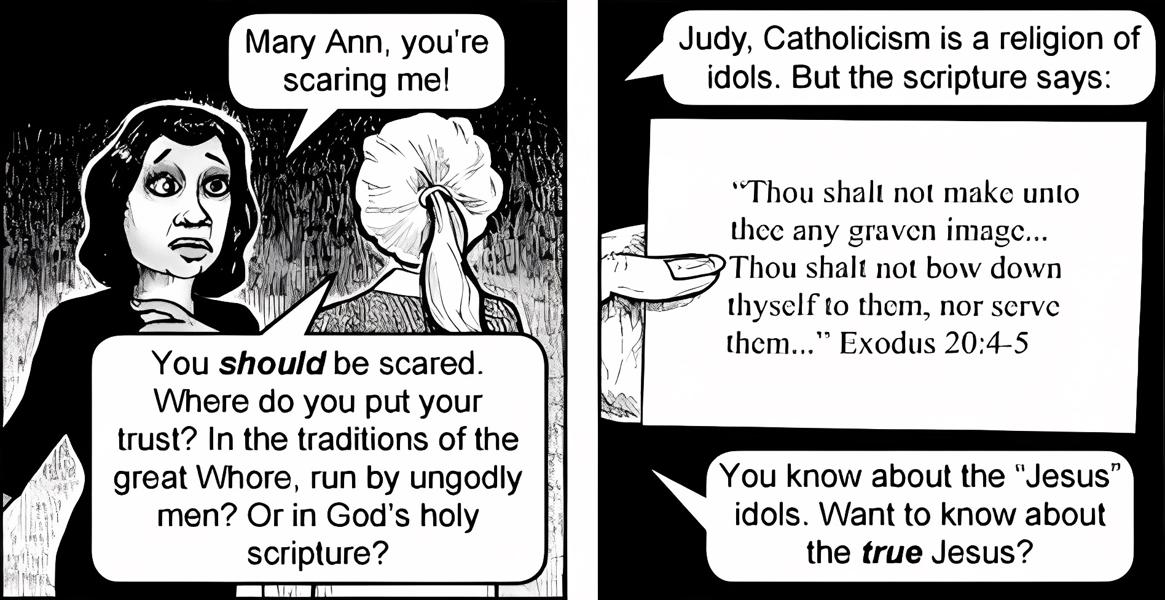 Mary Ann, you're
scaring me!
You should be scared.
Where do you put your
trust? In the traditions of the
great Whore, run by ungodly
men? Or in God's holy
scripture?
Judy, Catholicism is a religion of
idols. But the scripture says:
“Thou shalt not make unto
thee any graven image...
Thou shalt not bow down
thyself to them, nor serve
them...” Exodus 20:4-5
You know about the "Jesus"
idols. Want to know about
the true Jesus?